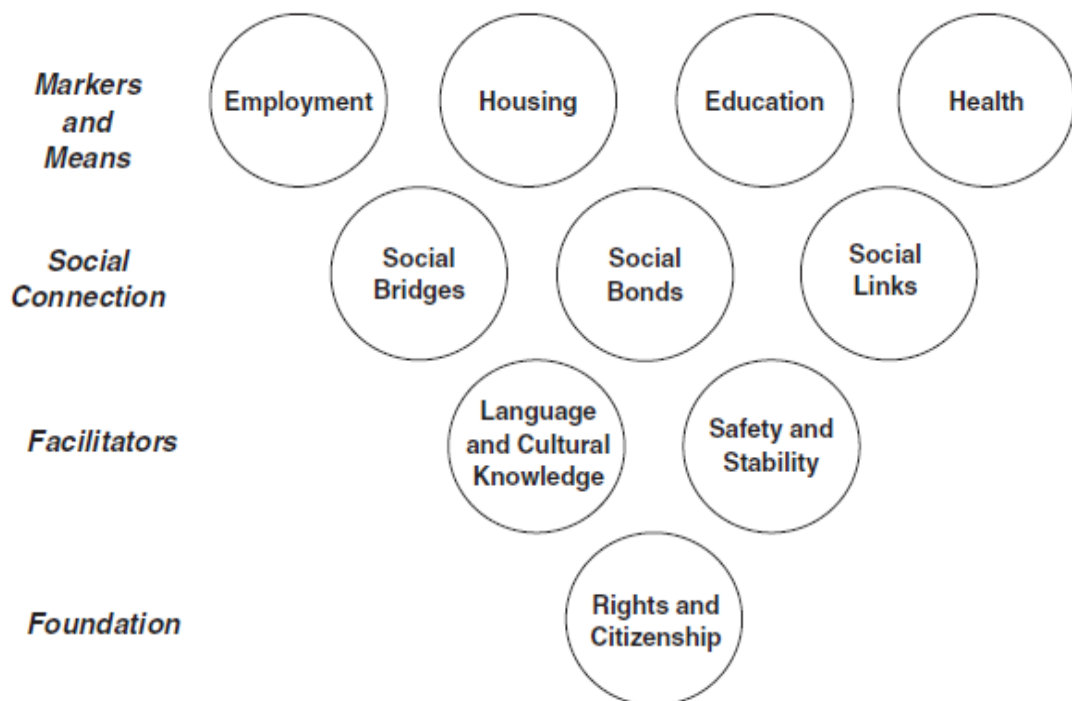 Markers
and
Means
Employment
Housing
Education
Health
Social
Connection
Social
Bridges
Social
Bonds
Social
Links
Facilitators
Language
and Cultural
Knowledge
Safety and
Stability
Foundation
Rights and
Citizenship